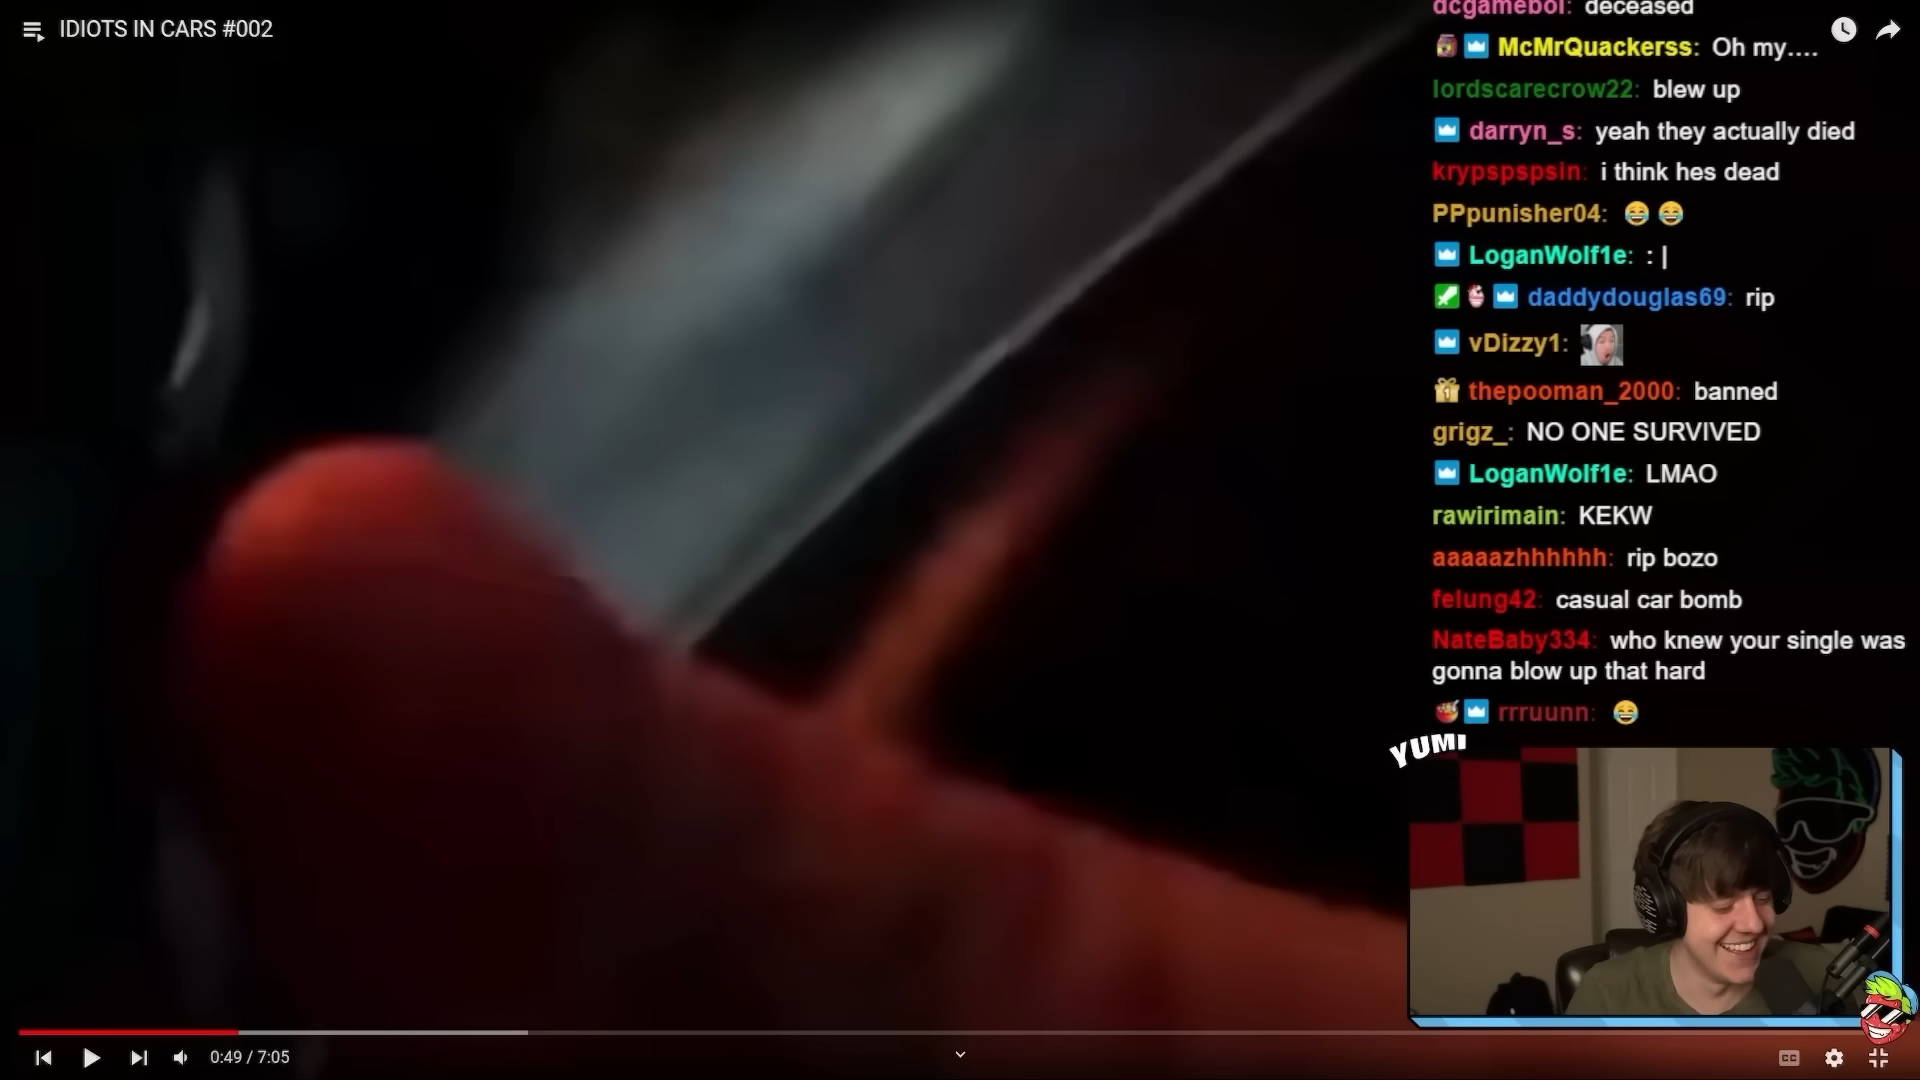 IDIOTS IN CARS #002
dcgameboi: deceased
McMrQuackerss: Oh my....
lordscarecrow22: blew up
darryn_s: yeah they actually died
krypspspsin: i think hes dead
PPpunisher04: 😂 😂
LoganWolf1e: : |
daddydouglas69: rip
vDizzy1:
thepooman_2000: banned
grigz_: NO ONE SURVIVED
LoganWolf1e: LMAO
rawirimain: KEKW
aaaaazhhhhhh: rip bozo
felung42: casual car bomb
NateBaby334: who knew your single was
gonna blow up that hard
rrruunn: 😂
YUMI
0:49 / 7:05
CC